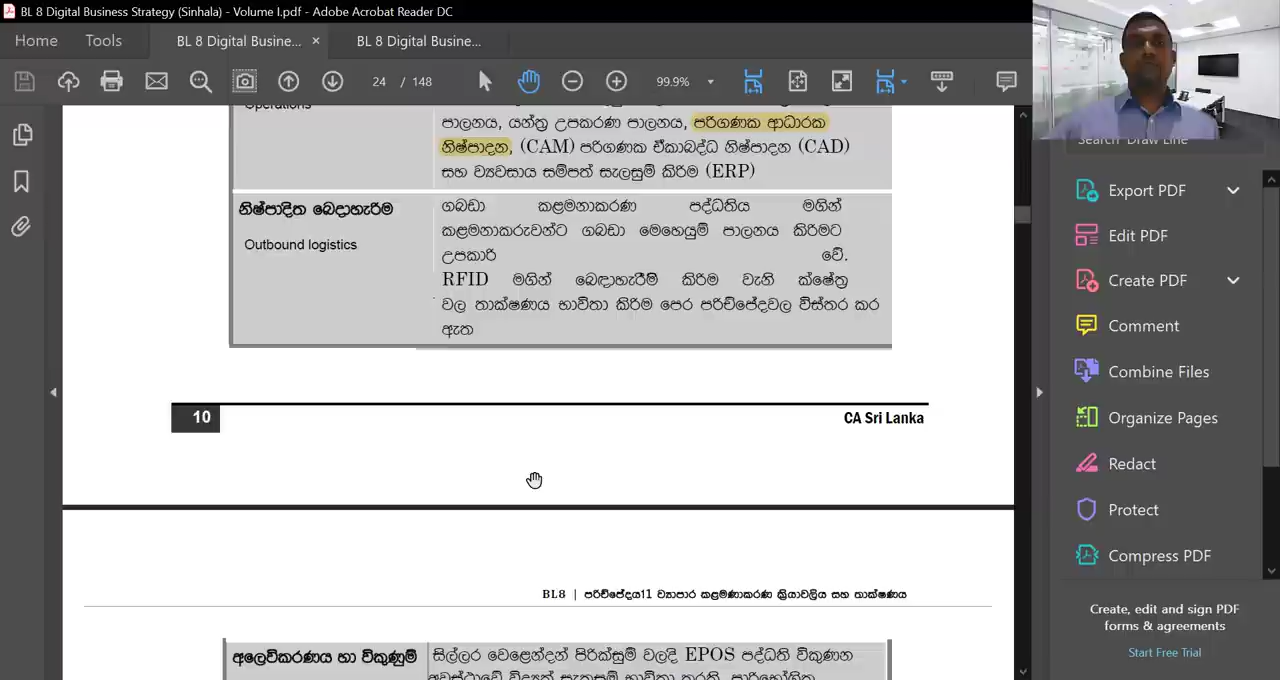 BL 8 Digital Business Strategy (Sinhala) - Volume I.pdf - Adobe Acrobat Reader DC
Home Tools BL 8 Digital Busine... × BL 8 Digital Busine...
24 / 148 99.9%
Operations
පාලනය, යන්ත්‍ර උපකරණ පාලනය, පරිගණක ආධාරක
නිෂ්පාදන, (CAM) පරිගණක ඒකාබද්ධ නිෂ්පාදන (CAD)
සහ ව්‍යවසාය සම්පත් සැලසුම් කිරීම (ERP)
නිෂ්පාදිත බෙදාහැරීම
Outbound logistics
ගබඩා කළමනාකරණ පද්ධතිය මගින්
කළමනාකරුවන්ට ගබඩා මෙහෙයුම් පාලනය කිරීමට
උපකාරී වේ.
RFID මගින් බෙඳාහැරීම් කිරීම වැනි ක්ෂේත්‍ර
වල තාක්ෂණය භාවිතා කිරීම පෙර පරිච්ඡේදවල විස්තර කර
ඇත
10
CA Sri Lanka
BL8 | පරිච්ඡේදය11 ව්‍යාපාර කළමණාකරණ ක්‍රියාවලිය සහ තාක්ෂණය
අලෙවිකරණය හා විකුණුම්
සිල්ලර වෙළෙන්දන් පිරික්සුම් වලදී EPOS පද්ධති විකුණන
Search 'Draw Line'
Export PDF
Edit PDF
Create PDF
Comment
Combine Files
Organize Pages
Redact
Protect
Compress PDF
Create, edit and sign PDF
forms & agreements
Start Free Trial